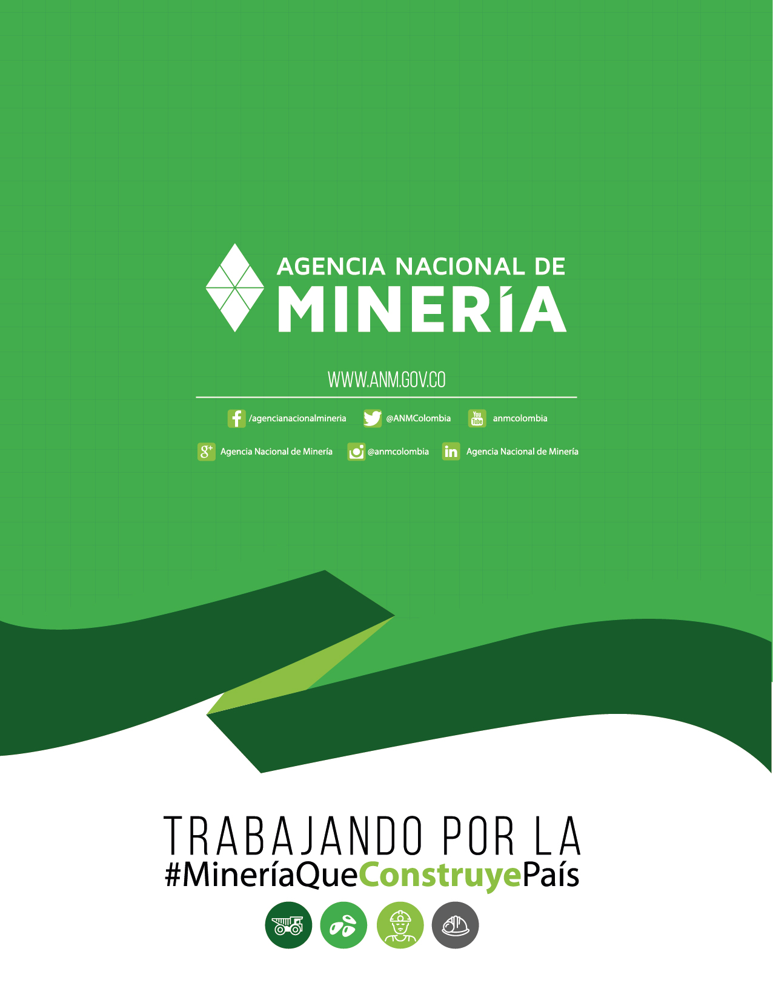 AGENCIA NACIONAL DE
MINERÍA
WWW.ANM.GOV.CO
f /agencianacionalmineria @ANMColombia You Tube anmcolombia
g+ Agencia Nacional de Minería @anmcolombia in Agencia Nacional de Minería
TRABAJANDO POR LA
#MineríaQueConstruyePaís